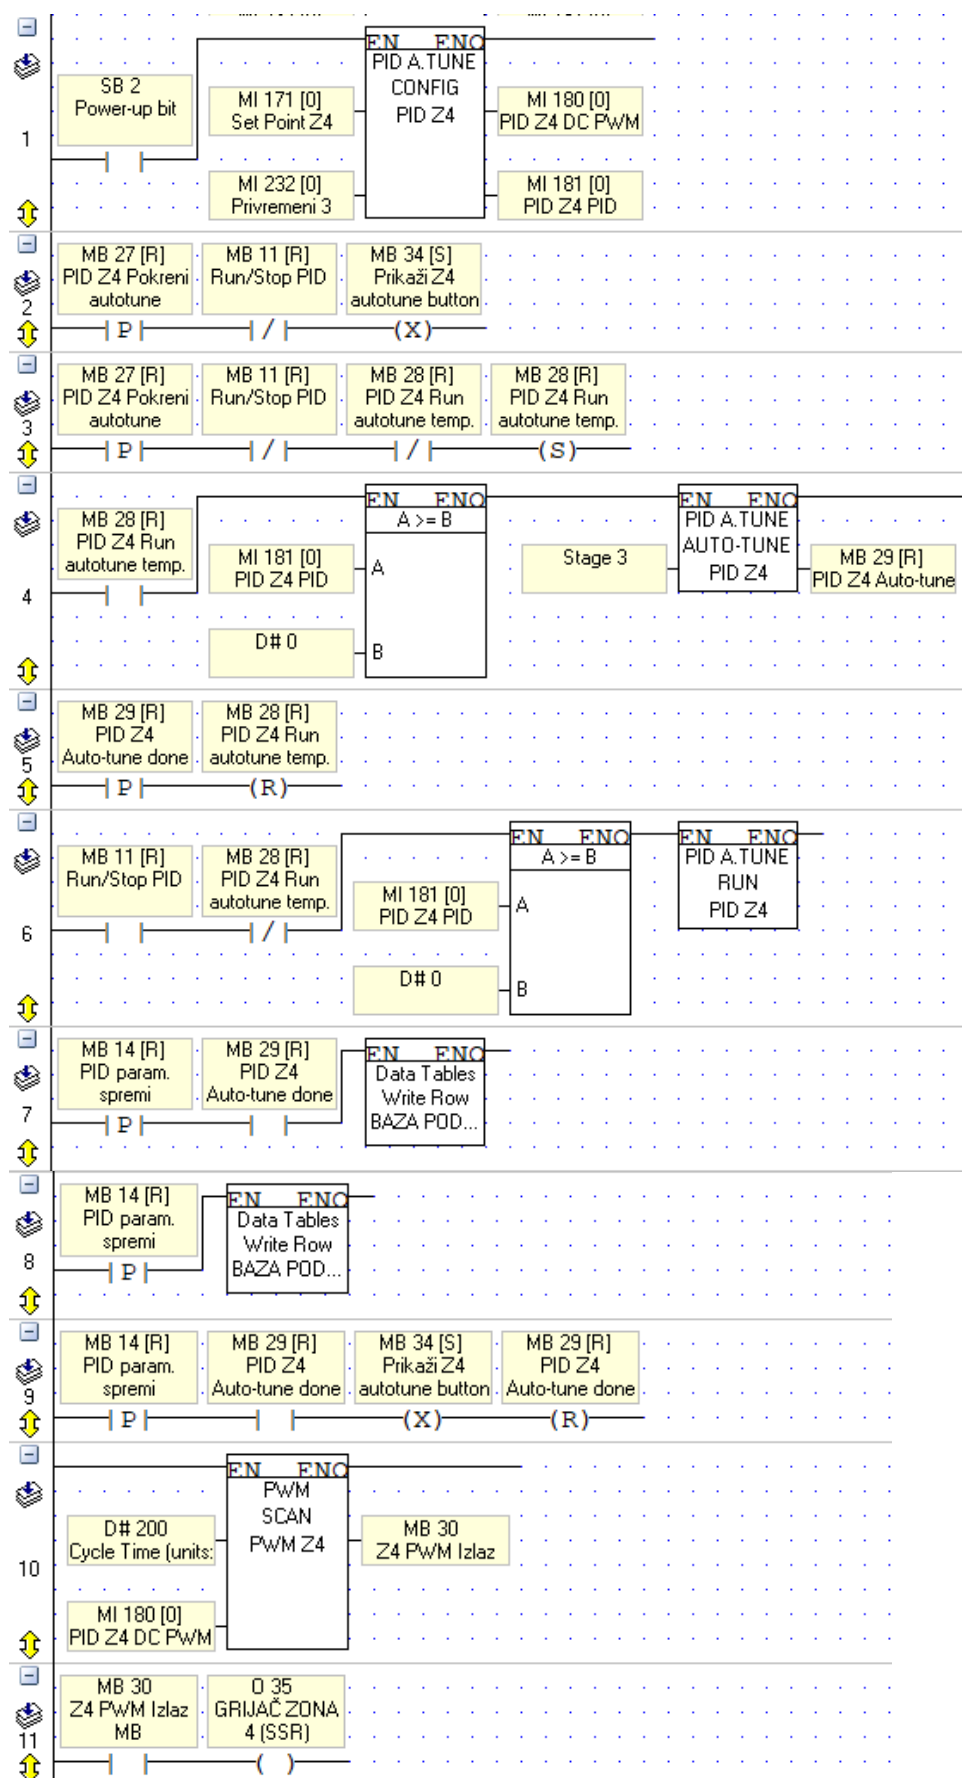 EN ENO
PID A.TUNE
CONFIG
PID Z4
SB 2
Power-up bit
MI 171 [0]
Set Point Z4
MI 180 [0]
PID Z4 DC PWM
1
MI 232 [0]
Privremeni 3
MI 181 [0]
PID Z4 PID
MB 27 [R]
PID Z4 Pokreni
autotune
MB 11 [R]
Run/Stop PID
MB 34 [S]
Prikaži Z4
autotune button
2
P
/
(X)
MB 27 [R]
PID Z4 Pokreni
autotune
MB 11 [R]
Run/Stop PID
MB 28 [R]
PID Z4 Run
autotune temp.
MB 28 [R]
PID Z4 Run
autotune temp.
3
P
/
/
(S)
EN ENO
A >= B
EN ENO
PID A.TUNE
AUTO-TUNE
PID Z4
MB 28 [R]
PID Z4 Run
autotune temp.
MI 181 [0]
PID Z4 PID
A
Stage 3
MB 29 [R]
PID Z4 Auto-tune
4
D# 0
B
MB 29 [R]
PID Z4
Auto-tune done
MB 28 [R]
PID Z4 Run
autotune temp.
5
P
(R)
EN ENO
A >= B
EN ENO
PID A.TUNE
RUN
PID Z4
MB 11 [R]
Run/Stop PID
MB 28 [R]
PID Z4 Run
autotune temp.
MI 181 [0]
PID Z4 PID
A
6
/
D# 0
B
MB 14 [R]
PID param.
spremi
MB 29 [R]
PID Z4
Auto-tune done
EN ENO
Data Tables
Write Row
BAZA POD...
7
P
MB 14 [R]
PID param.
spremi
EN ENO
Data Tables
Write Row
BAZA POD...
8
P
MB 14 [R]
PID param.
spremi
MB 29 [R]
PID Z4
Auto-tune done
MB 34 [S]
Prikaži Z4
autotune button
MB 29 [R]
PID Z4
Auto-tune done
9
P
(X)
(R)
EN ENO
PWM
SCAN
PWM Z4
D# 200
Cycle Time (units:
MB 30
Z4 PWM Izlaz
10
MI 180 [0]
PID Z4 DC PWM
MB 30
Z4 PWM Izlaz
MB
O 35
GRIJAČ ZONA
4 (SSR)
11
( )